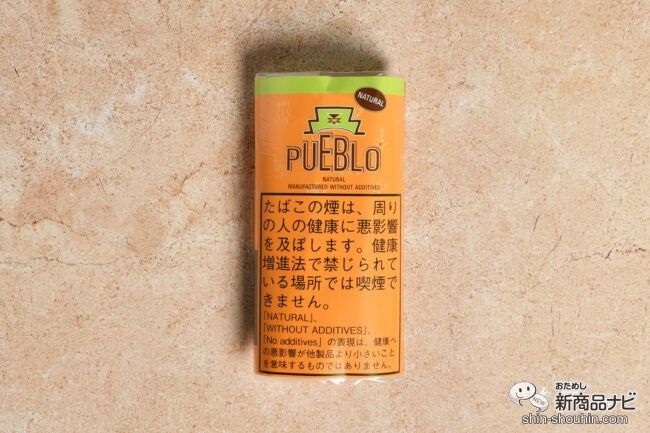 NATURAL
PUEBLO
NATURAL
MANUFACTURED WITHOUT ADDITIVES
たばこの煙は、周り
の人の健康に悪影響
を及ぼします。健康
増進法で禁じられて
いる場所では喫煙で
きません。
「NATURAL」、
「WITHOUT ADDITIVES」、
「No additives」の表現は、健康へ
の悪影響が他製品より小さいこと
を意味するものではありません。
おためし
新商品ナビ
NEW
shin-shouhin.com